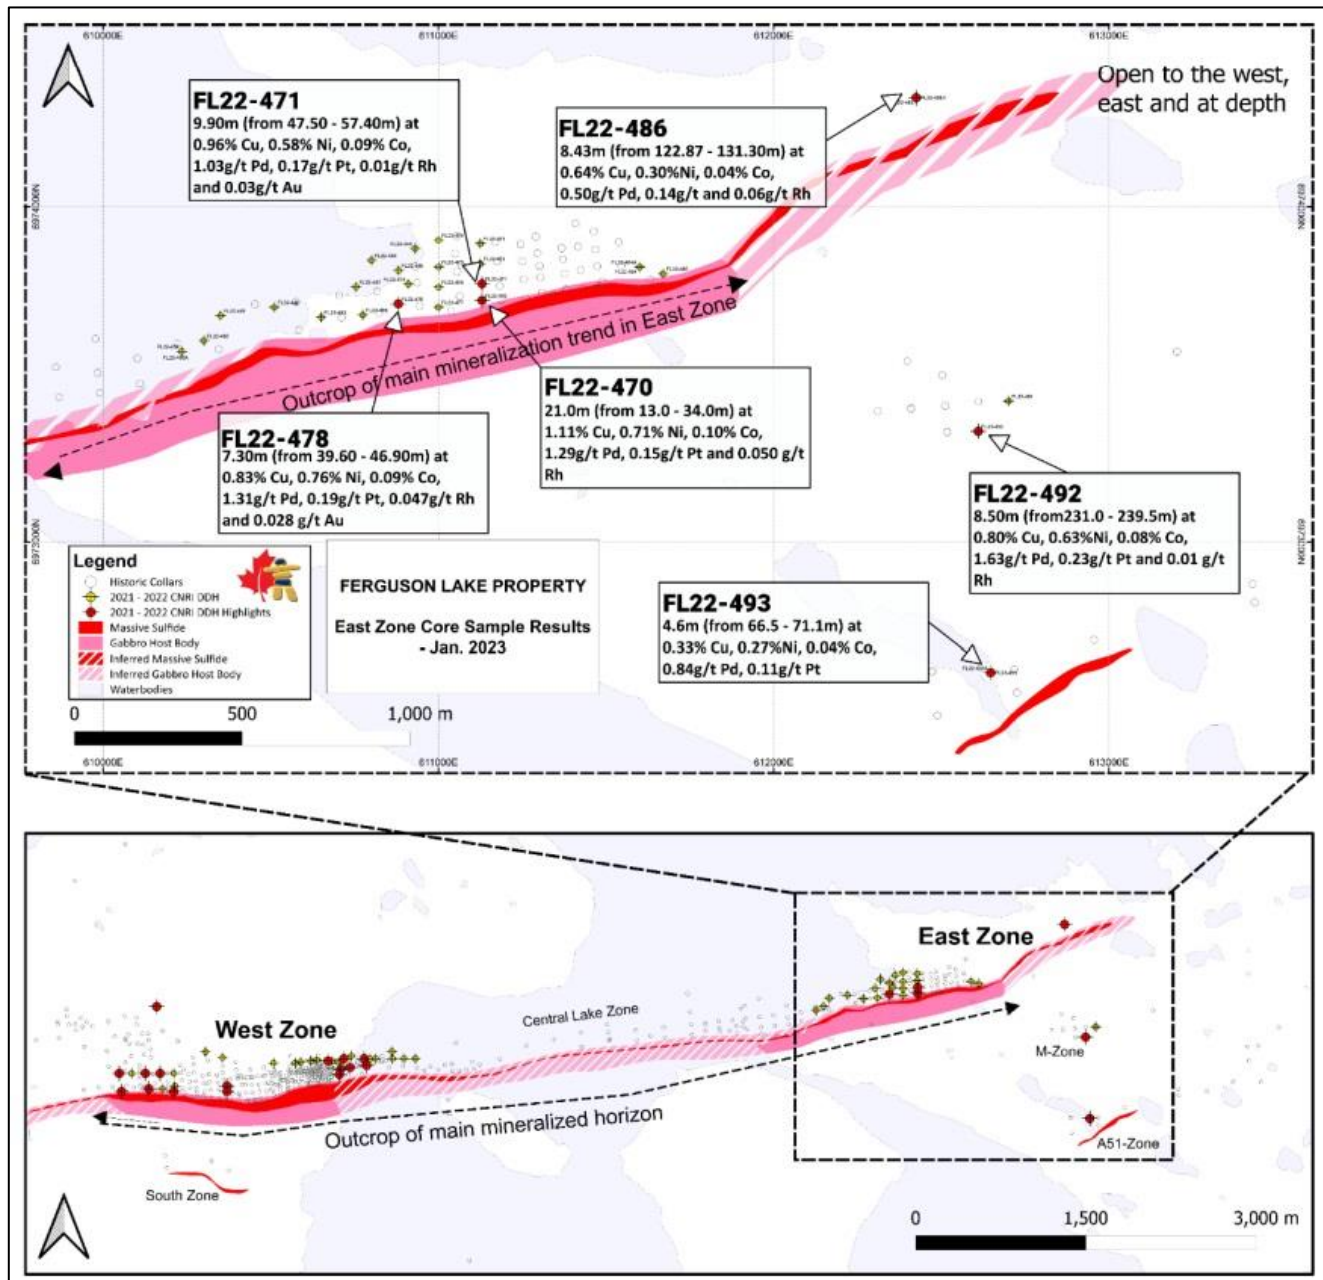 610000E
611000E
612000E
613000E
Open to the west,
east and at depth
FL22-471
9.90m (from 47.50 - 57.40m) at
0.96% Cu, 0.58% Ni, 0.09% Co,
1.03g/t Pd, 0.17g/t Pt, 0.01g/t Rh
and 0.03g/t Au
FL22-486
8.43m (from 122.87 - 131.30m) at
0.64% Cu, 0.30%Ni, 0.04% Co,
0.50g/t Pd, 0.14g/t and 0.06g/t Rh
6974000N
6974000N
Outcrop of main mineralization trend in East Zone
FL22-470
21.0m (from 13.0 - 34.0m) at
1.11% Cu, 0.71% Ni, 0.10% Co,
1.29g/t Pd, 0.15g/t Pt and 0.050 g/t
Rh
FL22-478
7.30m (from 39.60 - 46.90m) at
0.83% Cu, 0.76% Ni, 0.09% Co,
1.31g/t Pd, 0.19g/t Pt, 0.047g/t Rh
and 0.028 g/t Au
FL22-492
8.50m (from231.0 - 239.5m) at
0.80% Cu, 0.63%Ni, 0.08% Co,
1.63g/t Pd, 0.23g/t Pt and 0.01 g/t
Rh
6973000N
6973000N
FL22-493
4.6m (from 66.5 - 71.1m) at
0.33% Cu, 0.27%Ni, 0.04% Co,
0.84g/t Pd, 0.11g/t Pt
Legend
Historic Collars
2021 - 2022 CNRI DDH
2021 - 2022 CNRI DDH Highlights
Massive Sulfide
Gabbro Host Body
Inferred Massive Sulfide
Inferred Gabbro Host Body
Waterbodies
FERGUSON LAKE PROPERTY
East Zone Core Sample Results
- Jan. 2023
0 500 1,000 m
610000E
611000E
612000E
613000E
East Zone
West Zone
Central Lake Zone
M-Zone
Outcrop of main mineralized horizon
A51-Zone
South Zone
0 1,500 3,000 m